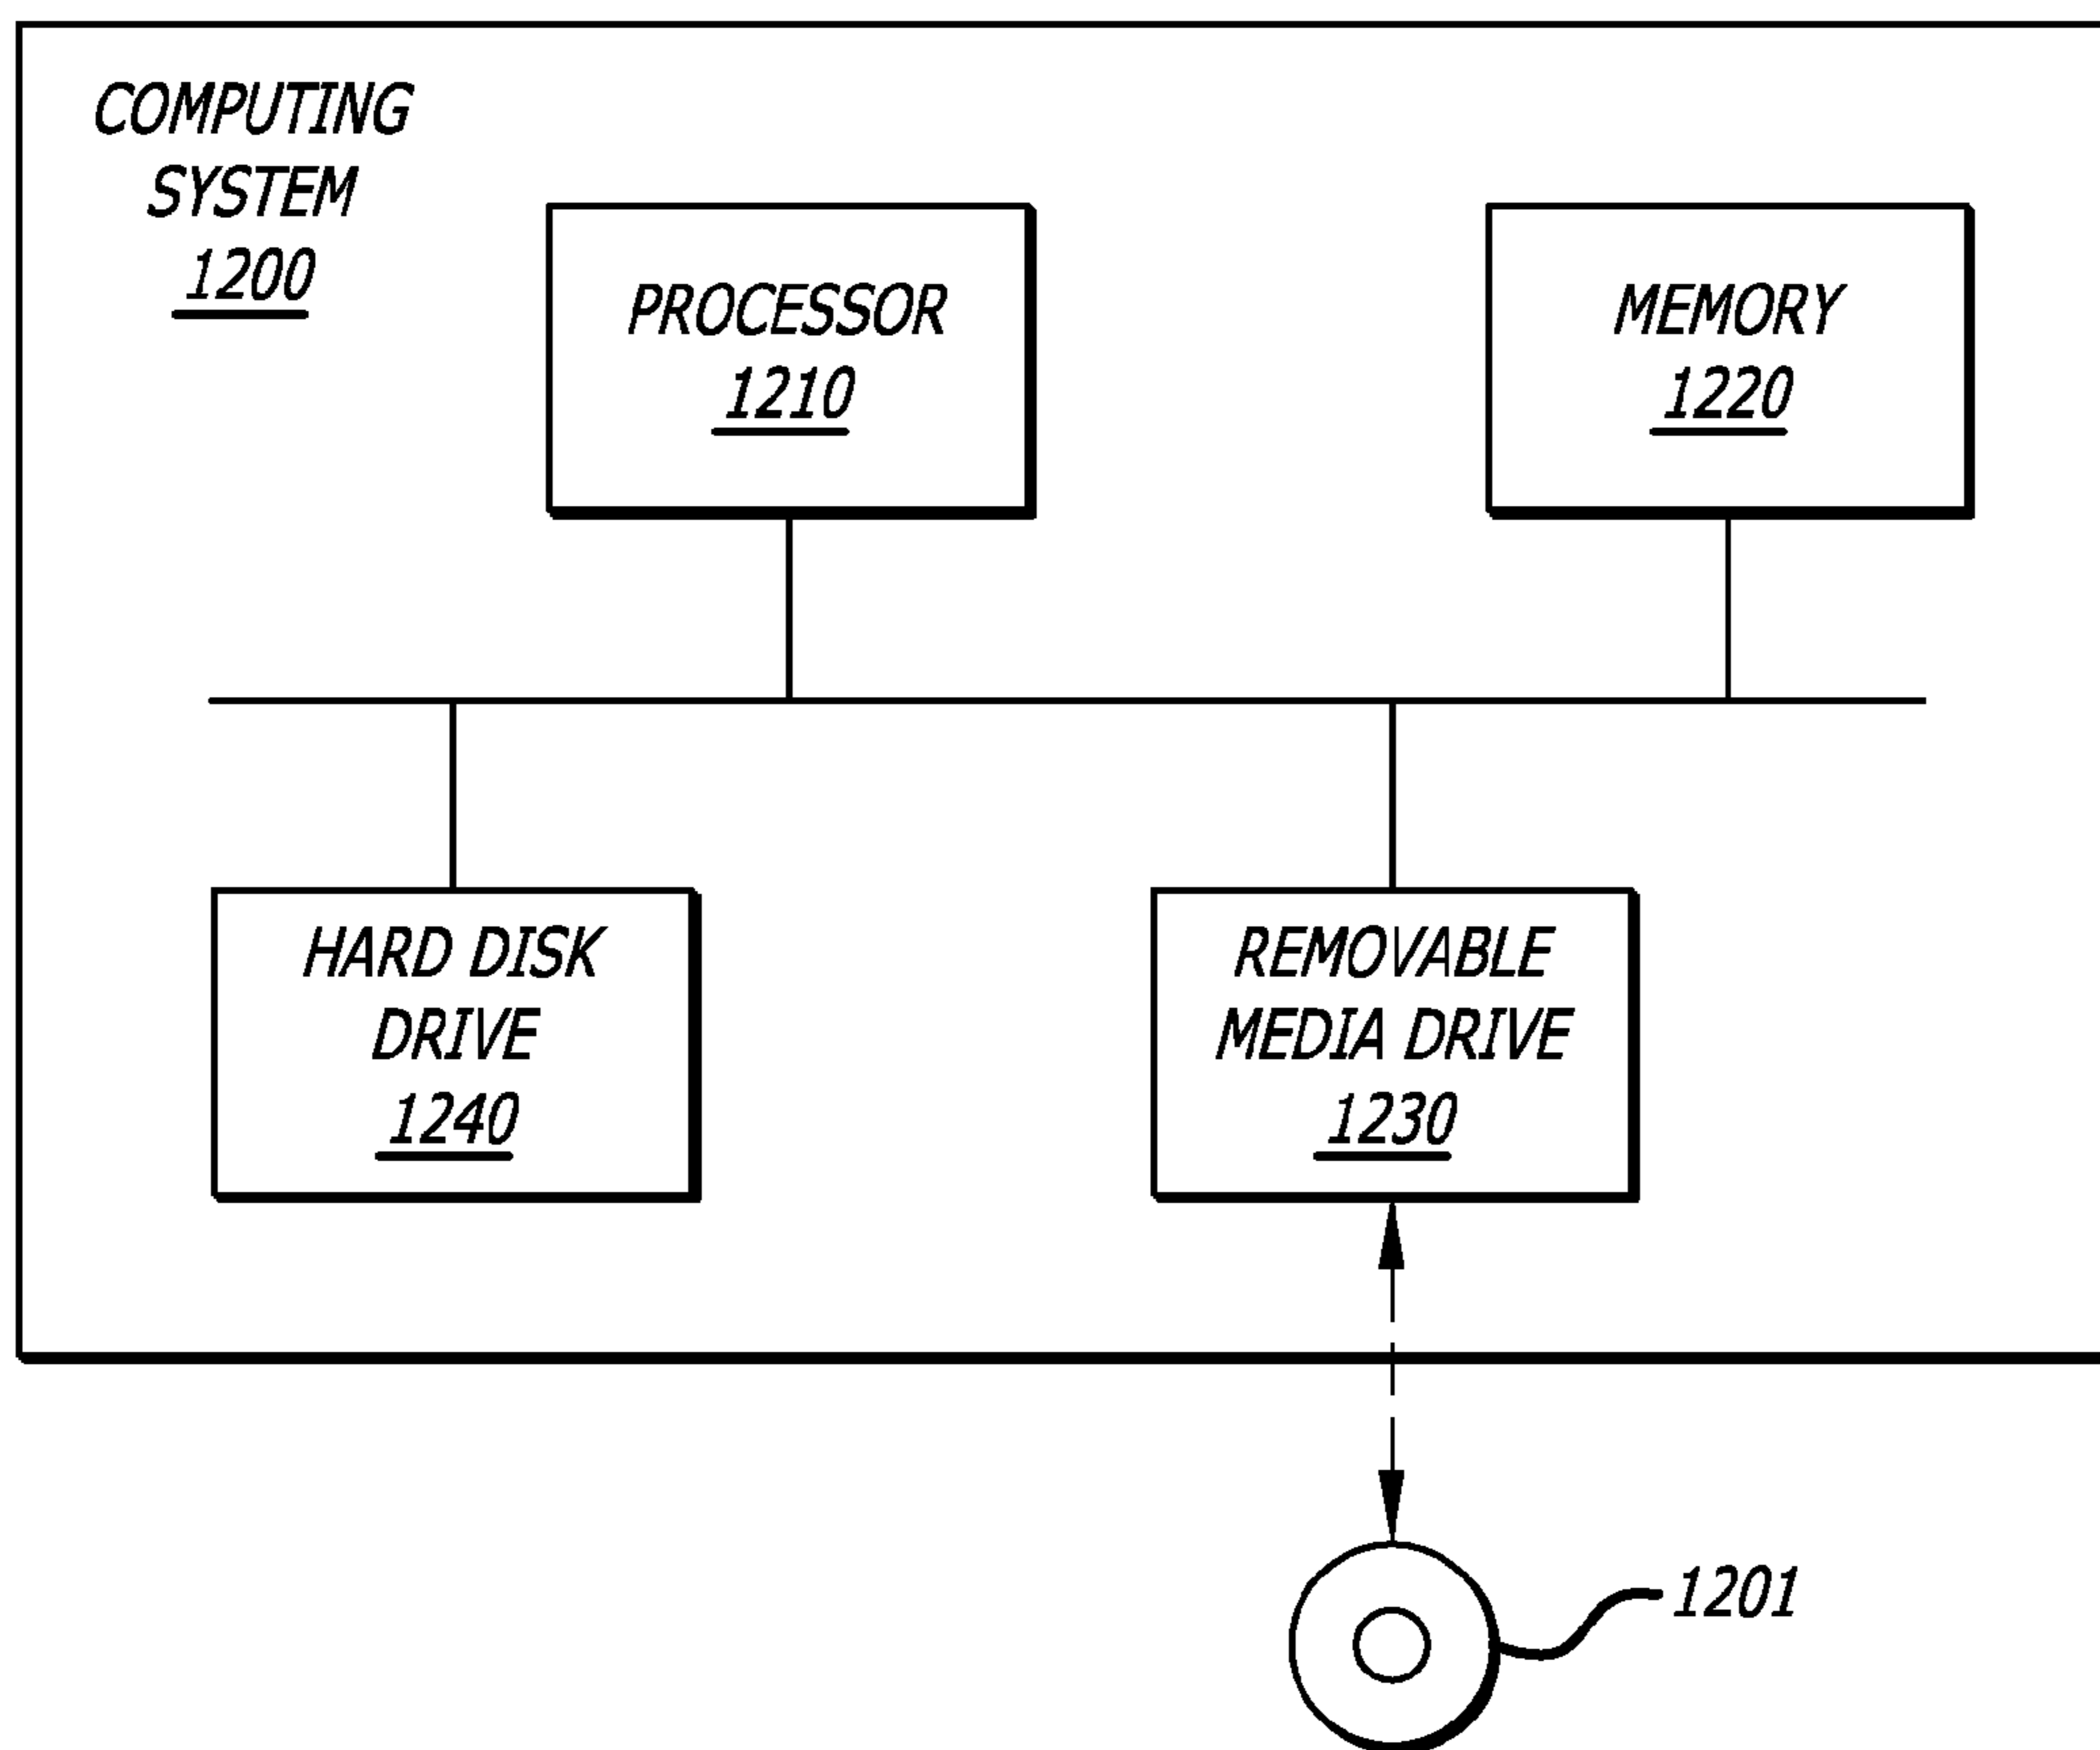 COMPUTING
SYSTEM
1200
PROCESSOR
1210
MEMORY
1220
HARD DISK
DRIVE
1240
REMOVABLE
MEDIA DRIVE
1230
1201